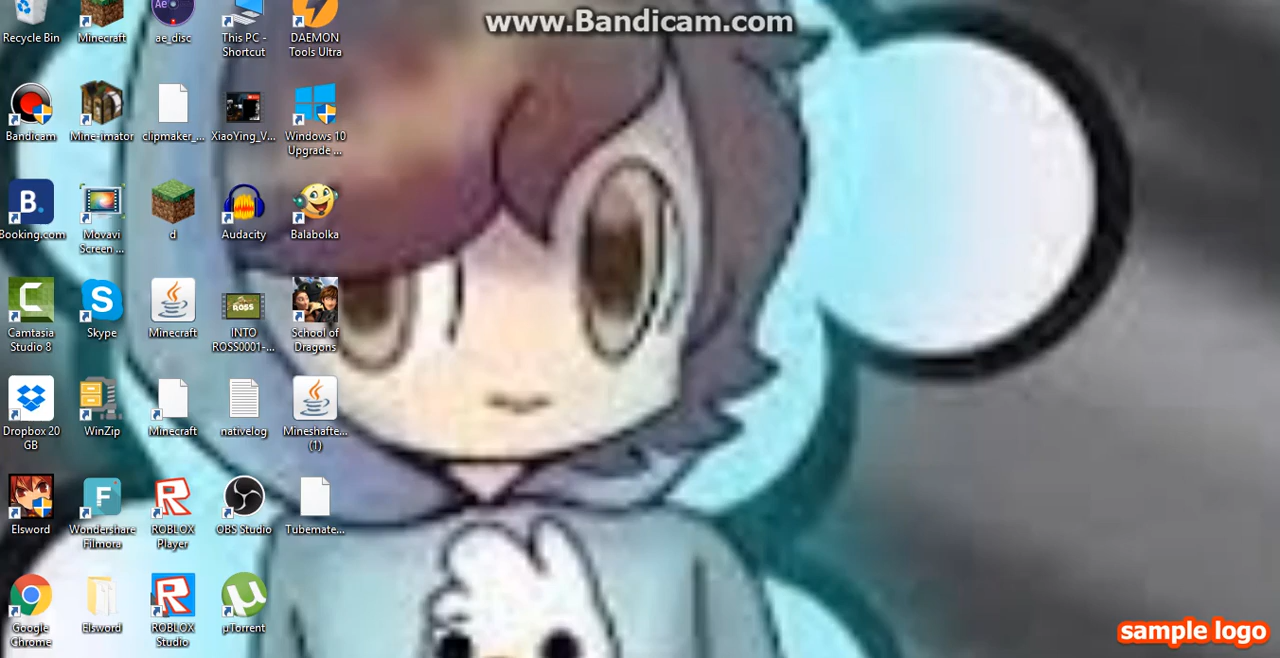 www.Bandicam.com
Recycle Bin
Minecraft
Ae
ae_disc
This PC -
Shortcut
DAEMON
Tools Ultra
Bandicam
Mine-imator
clipmaker_...
XiaoYing_V...
Windows 10
Upgrade ...
B.
Booking.com
Movavi
Screen ...
d
Audacity
Balabolka
Camtasia
Studio 8
Skype
Minecraft
ROSS
INTO
ROSS0001-...
School of
Dragons
Dropbox 20
GB
WinZip
Minecraft
nativelog
Mineshafte...
(1)
Elsword
Wondershare
Filmora
ROBLOX
Player
OBS Studio
Tubemate...
Google
Chrome
Elsword
ROBLOX
Studio
µTorrent
sample logo